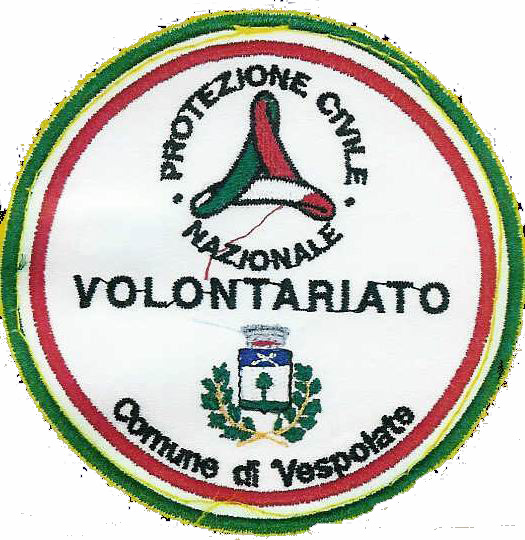 • PROTEZIONE CIVILE •
NAZIONALE
VOLONTARIATO
Comune di Vespolate